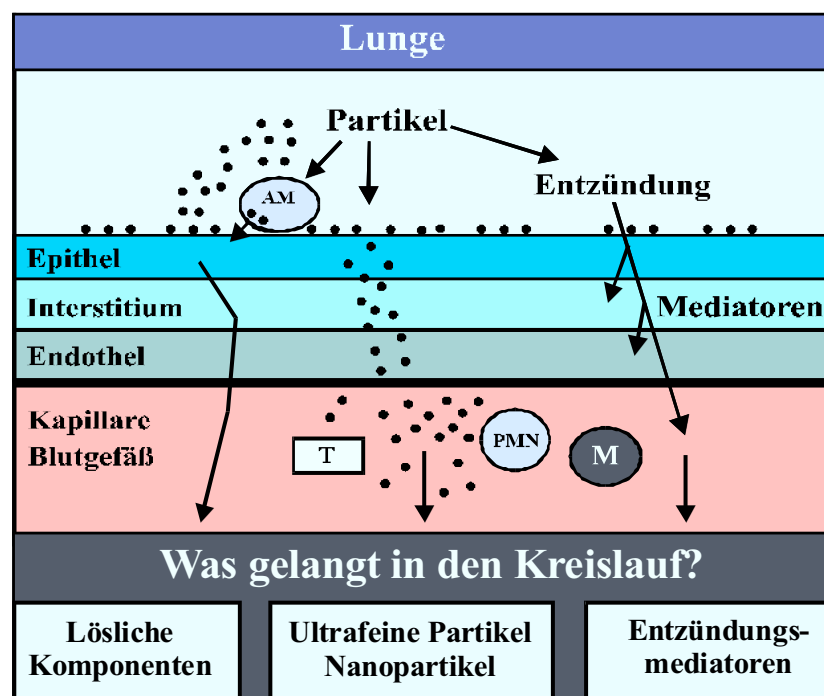 Lunge
Partikel
AM
Entzündung
Epithel
Interstitium
Mediatoren
Endothel
Kapillare
Blutgefäß
T
PMN
M
Was gelangt in den Kreislauf?
Lösliche
Komponenten
Ultrafeine Partikel
Nanopartikel
Entzündungs-
mediatoren